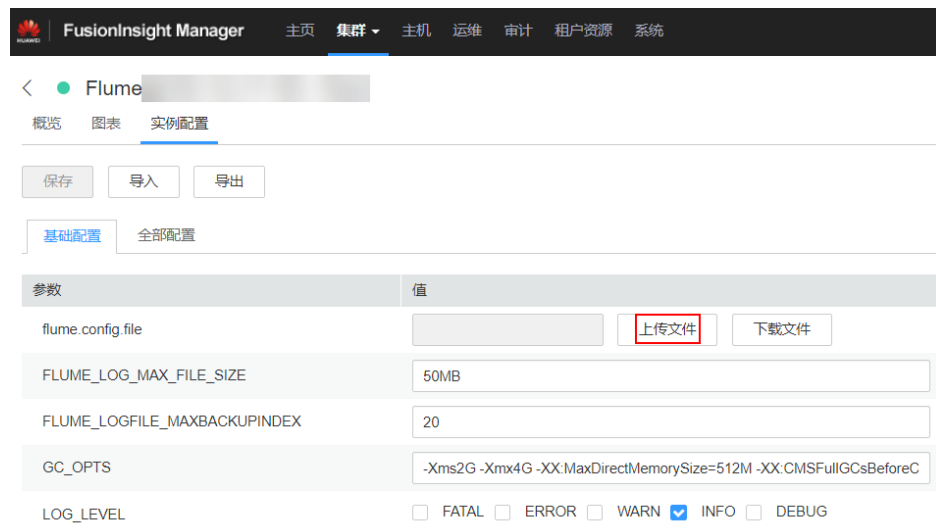 HUAWEI FusionInsight Manager 主页 集群 主机 运维 审计 租户资源 系统
Flume
概览 图表 实例配置
保存 导入 导出
基础配置 全部配置
参数 值
flume.config.file 上传文件 下载文件
FLUME_LOG_MAX_FILE_SIZE 50MB
FLUME_LOGFILE_MAXBACKUPINDEX 20
GC_OPTS -Xms2G -Xmx4G -XX:MaxDirectMemorySize=512M -XX:CMSFullGCsBeforeC
LOG_LEVEL FATAL ERROR WARN INFO DEBUG